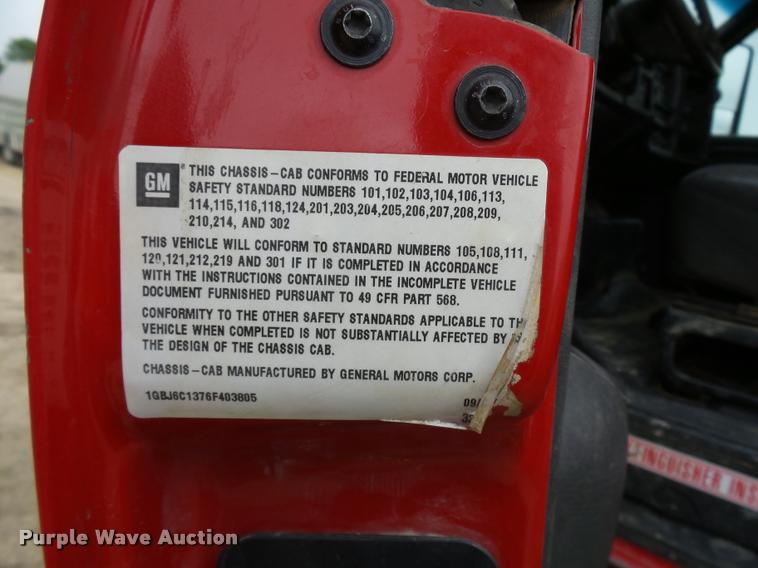 GM
THIS CHASSIS-CAB CONFORMS TO FEDERAL MOTOR VEHICLE
SAFETY STANDARD NUMBERS 101,102,103,104,106,113,
114,115,116,118,124,201,203,204,205,206,207,208,209,
210,214, AND 302
THIS VEHICLE WILL CONFORM TO STANDARD NUMBERS 105,108,111,
120,121,212,219 AND 301 IF IT IS COMPLETED IN ACCORDANCE
WITH THE INSTRUCTIONS CONTAINED IN THE INCOMPLETE VEHICLE
DOCUMENT FURNISHED PURSUANT TO 49 CFR PART 568.
CONFORMITY TO THE OTHER SAFETY STANDARDS APPLICABLE TO
VEHICLE WHEN COMPLETED IS NOT SUBSTANTIALLY AFFECTED BY
THE DESIGN OF THE CHASSIS CAB.
CHASSIS-CAB MANUFACTURED BY GENERAL MOTORS CORP.
1GBJ6C1376F403805
09/
INGUISHER INS
Purple Wave Auction